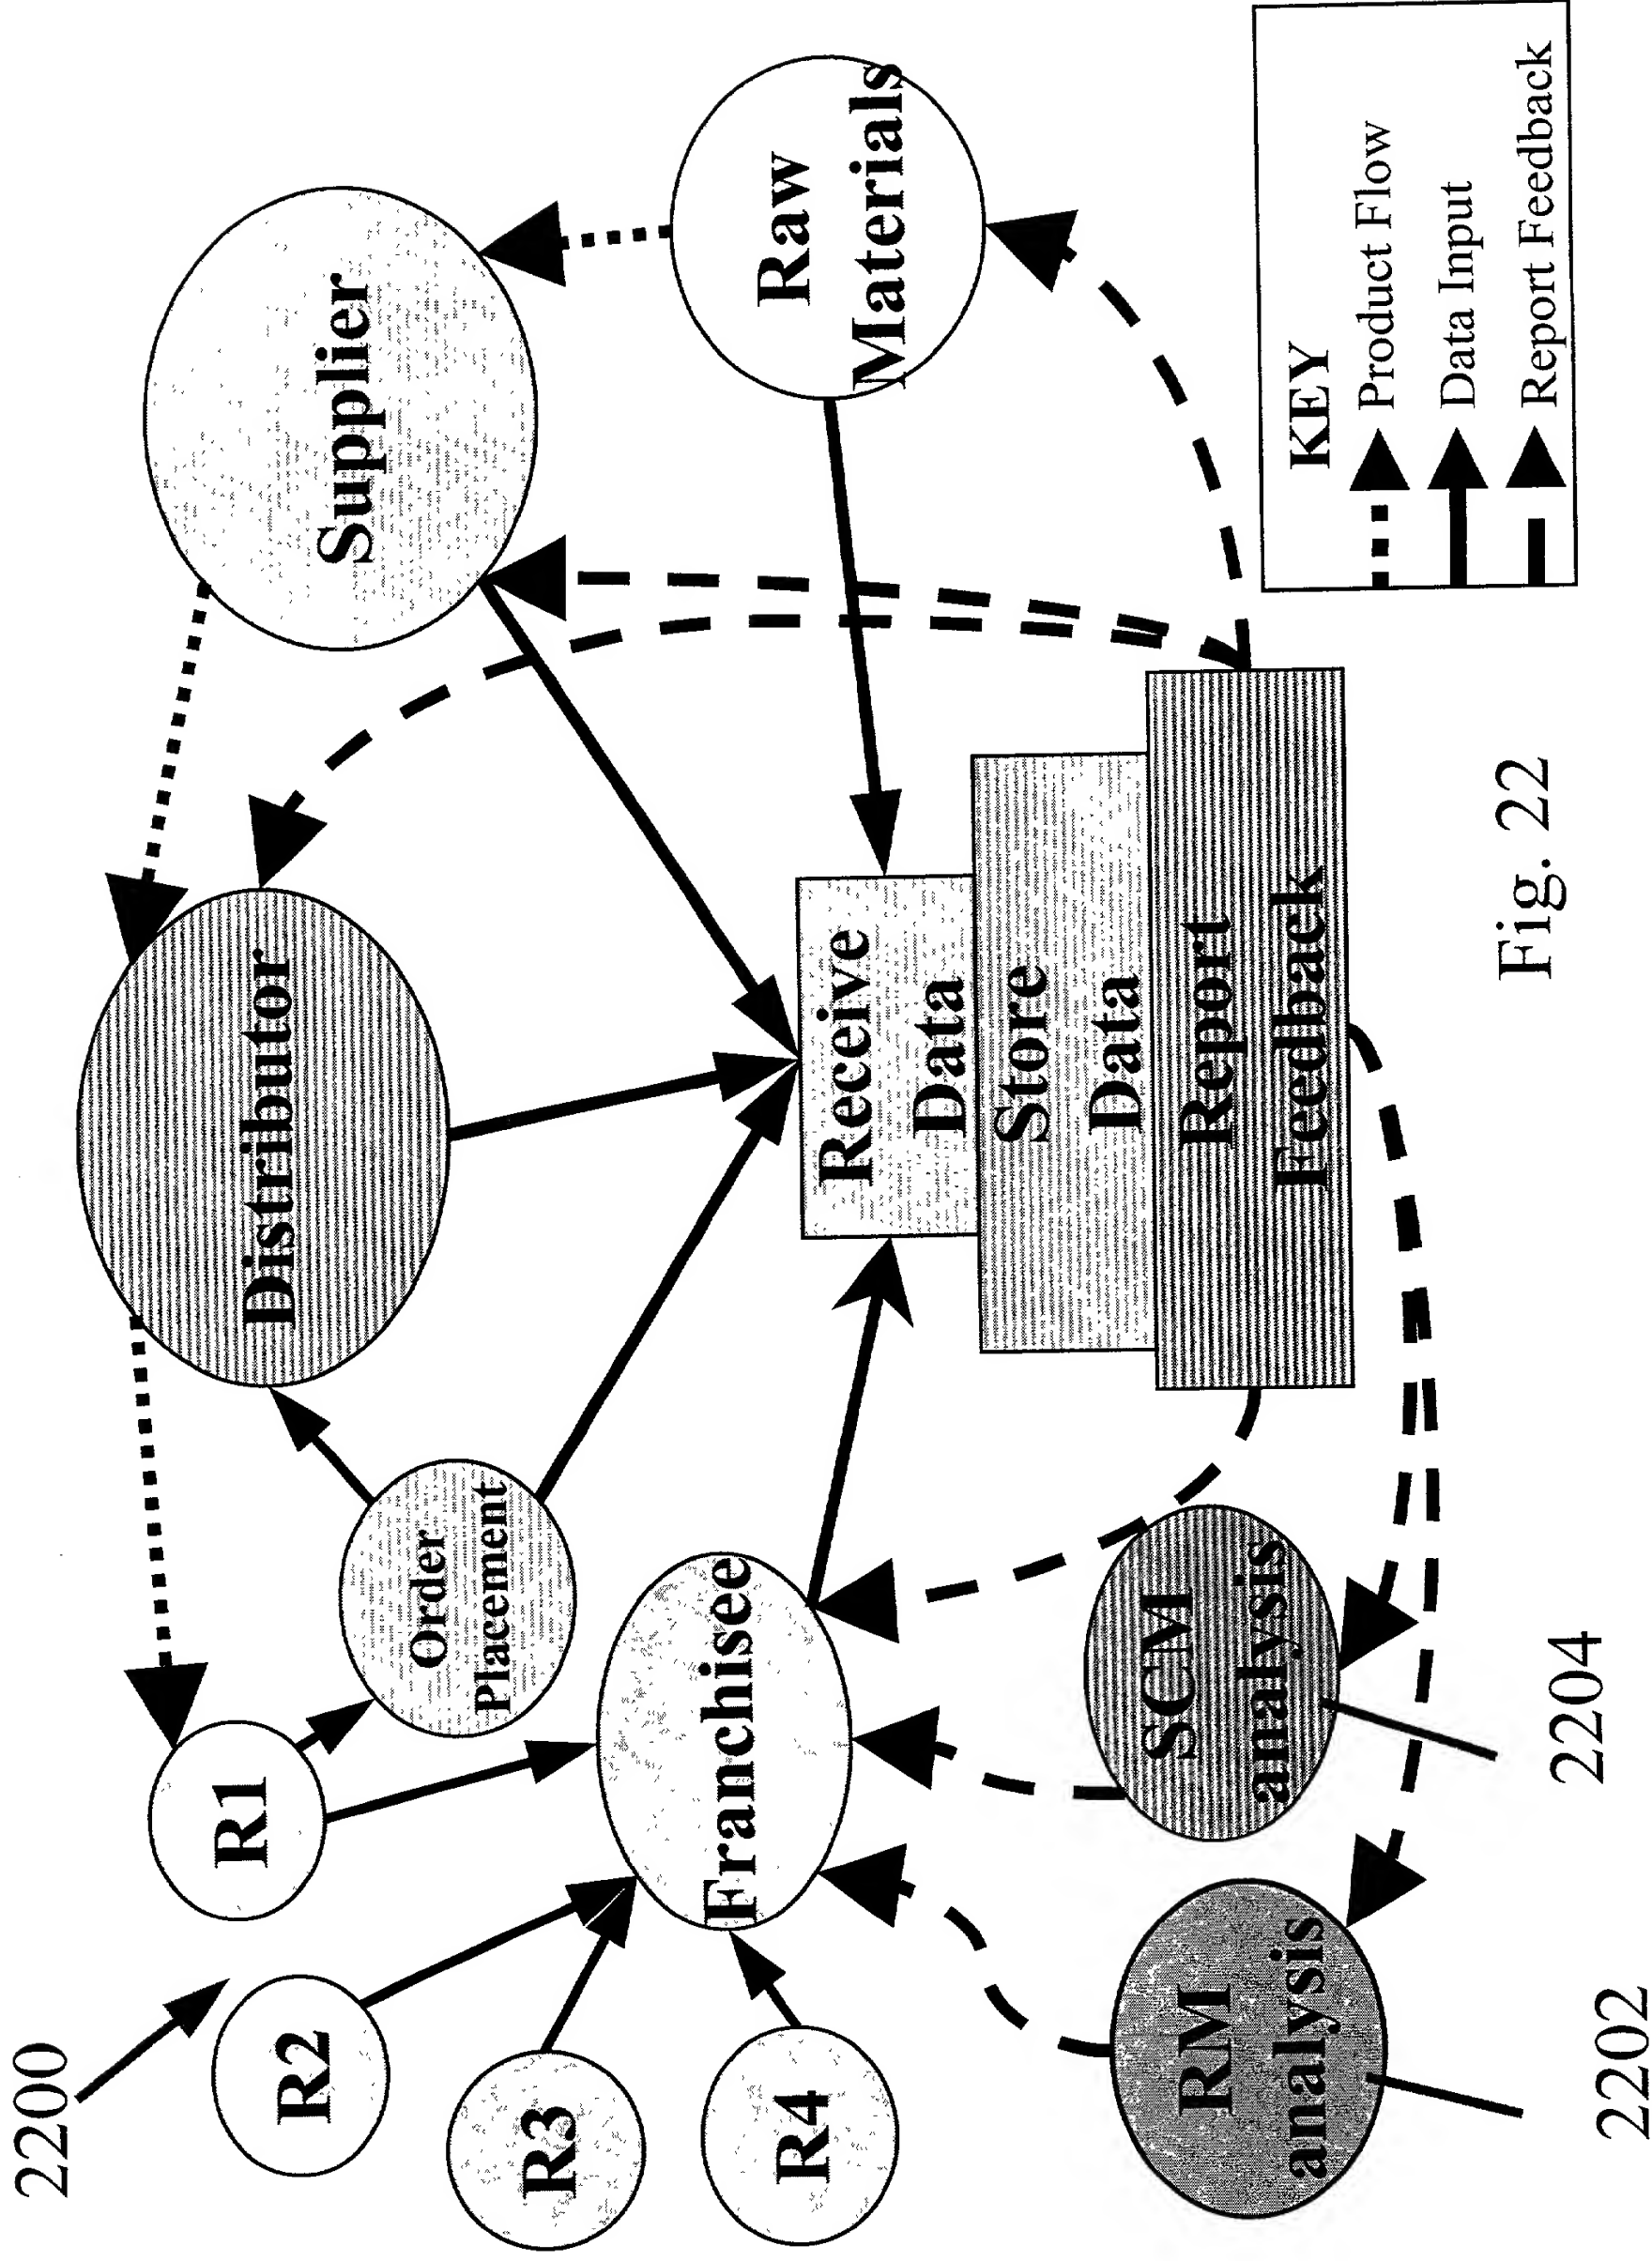 2200
R1
R2
R3
R4
Order
Placement
Distributor
Supplier
Franchisee
Raw
Materials
Receive
Data
Store
Data
Report
Feedback
RM
analysis
SCM
analysis
2202
2204
KEY
Product Flow
Data Input
Report Feedback
Fig. 22